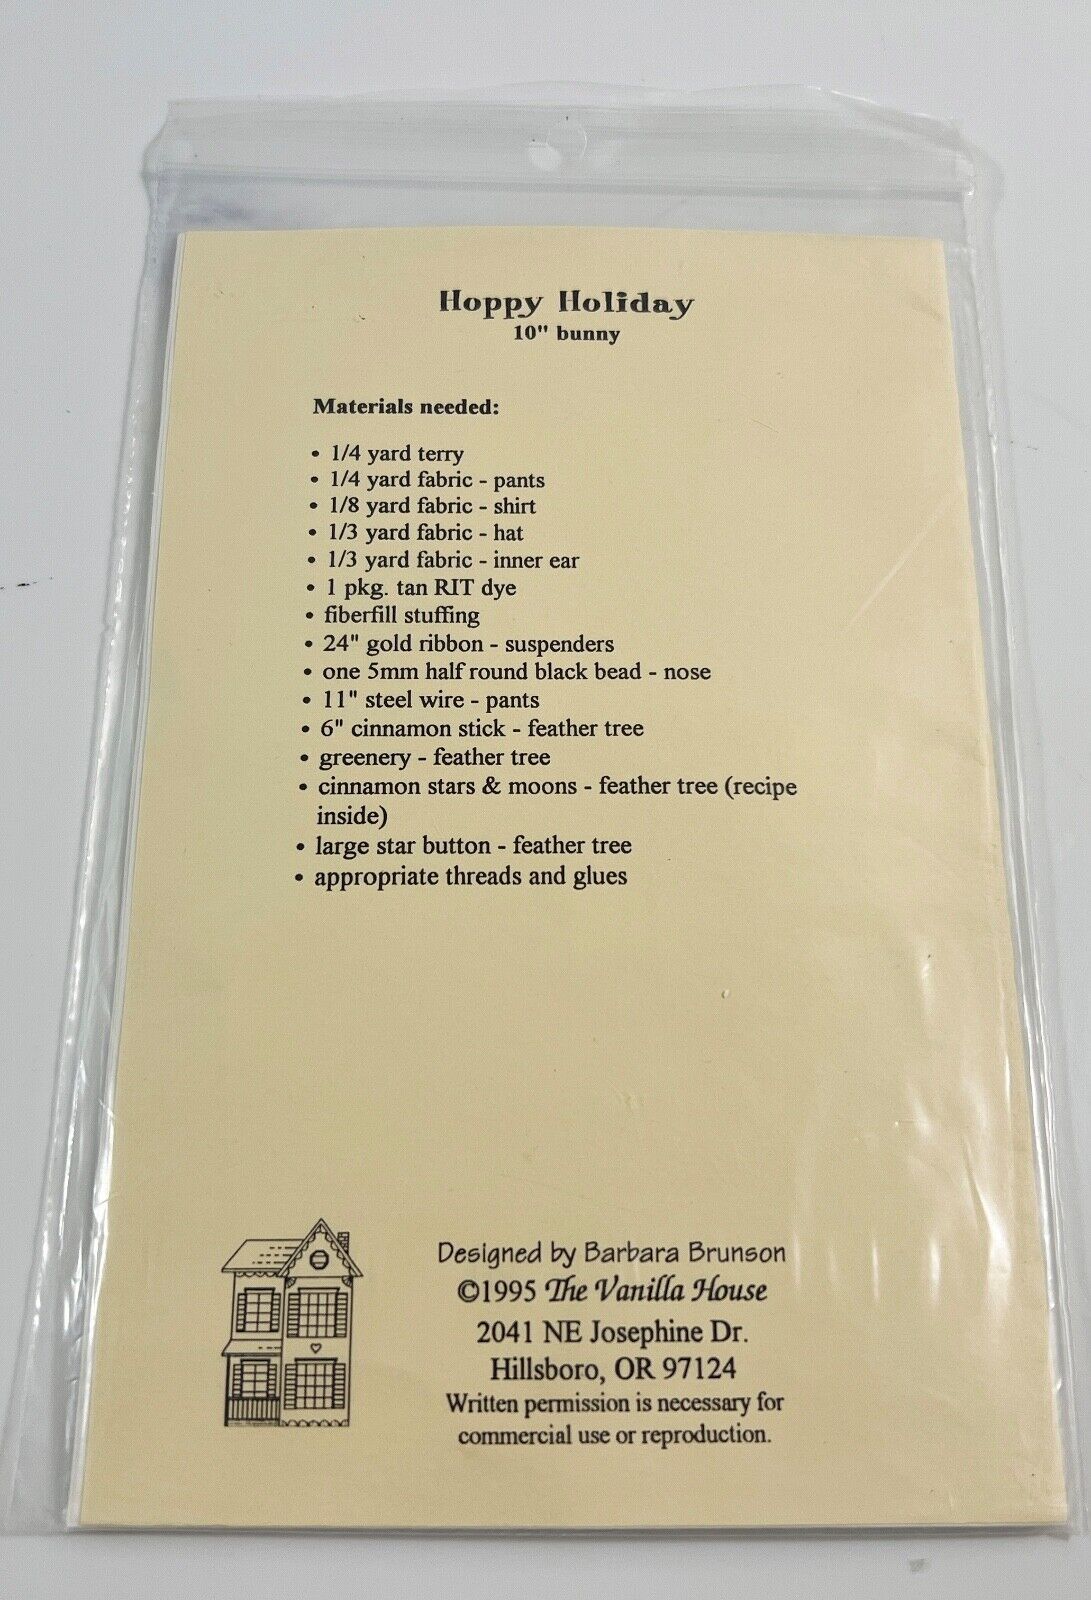 Hoppy Holiday
10" bunny
Materials needed:
• 1/4 yard terry
• 1/4 yard fabric - pants
• 1/8 yard fabric - shirt
• 1/3 yard fabric - hat
• 1/3 yard fabric - inner ear
• 1 pkg. tan RIT dye
• fiberfill stuffing
• 24" gold ribbon - suspenders
• one 5mm half round black bead - nose
• 11" steel wire - pants
• 6" cinnamon stick - feather tree
• greenery - feather tree
• cinnamon stars & moons - feather tree (recipe
inside)
• large star button - feather tree
• appropriate threads and glues
Designed by Barbara Brunson
©1995 The Vanilla House
2041 NE Josephine Dr.
Hillsboro, OR 97124
Written permission is necessary for
commercial use or reproduction.